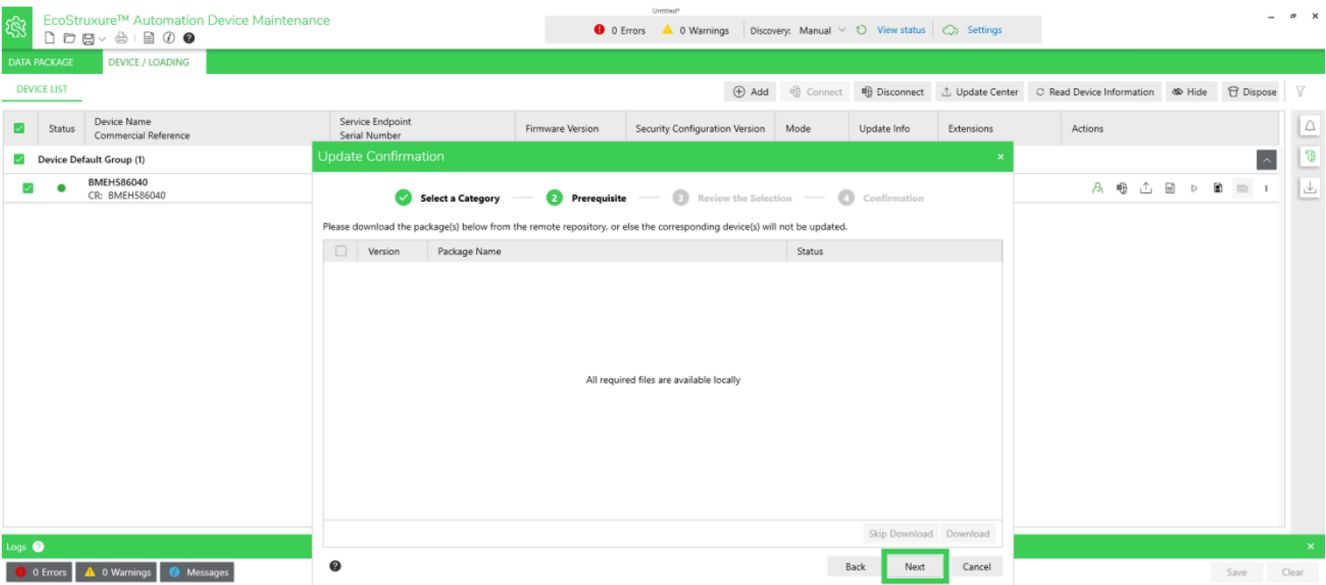 Untitled*
EcoStruxure™ Automation Device Maintenance
0 Errors 0 Warnings Discovery: Manual View status Settings
DATA PACKAGE DEVICE / LOADING
DEVICE LIST
Add Connect Disconnect Update Center Read Device Information Hide Dispose
Status Device Name Service Endpoint Firmware Version Security Configuration Version Mode Update Info Extensions Actions
Commercial Reference Serial Number
Device Default Group (1)
BMEH586040
CR: BMEH586040
Update Confirmation
Select a Category 2 Prerequisite 3 Review the Selection 4 Confirmation
Please download the package(s) below from the remote repository, or else the corresponding device(s) will not be updated.
Version Package Name Status
All required files are available locally
Skip Download Download
Back Next Cancel
Logs
0 Errors 0 Warnings Messages Save Clear